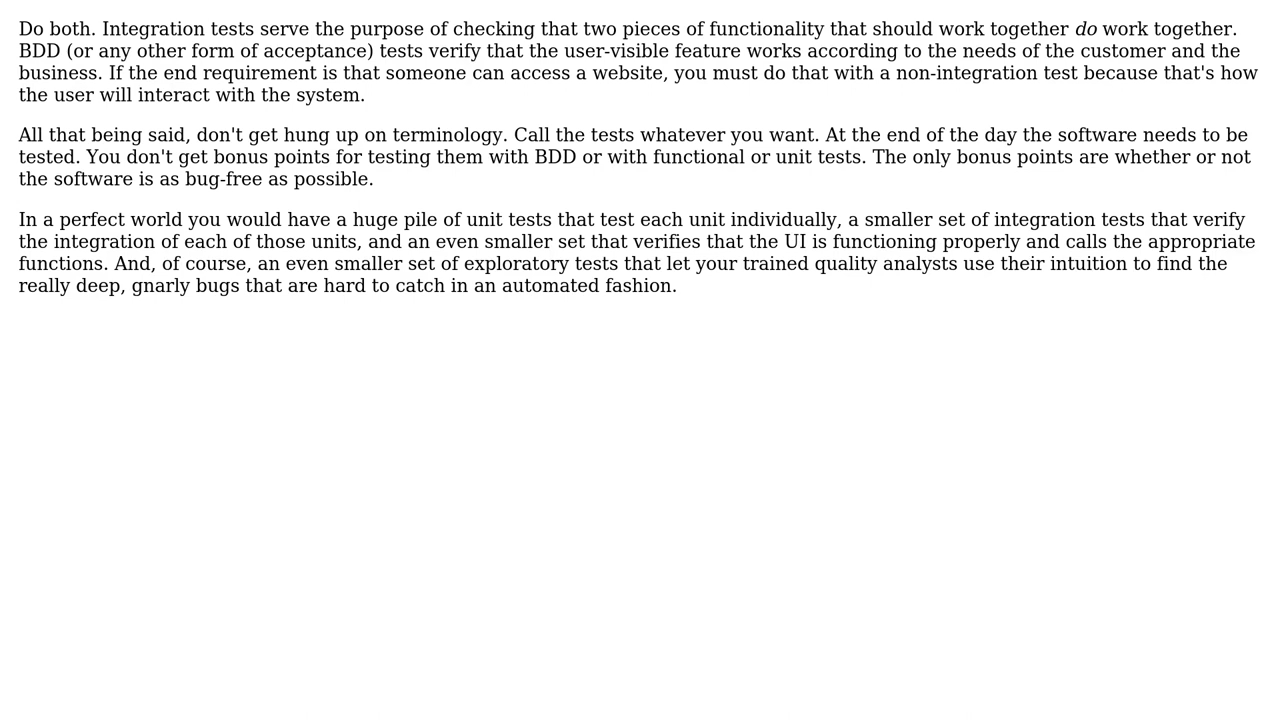 Do both. Integration tests serve the purpose of checking that two pieces of functionality that should work together do work together.
BDD (or any other form of acceptance) tests verify that the user-visible feature works according to the needs of the customer and the
business. If the end requirement is that someone can access a website, you must do that with a non-integration test because that's how
the user will interact with the system.
All that being said, don't get hung up on terminology. Call the tests whatever you want. At the end of the day the software needs to be
tested. You don't get bonus points for testing them with BDD or with functional or unit tests. The only bonus points are whether or not
the software is as bug-free as possible.
In a perfect world you would have a huge pile of unit tests that test each unit individually, a smaller set of integration tests that verify
the integration of each of those units, and an even smaller set that verifies that the UI is functioning properly and calls the appropriate
functions. And, of course, an even smaller set of exploratory tests that let your trained quality analysts use their intuition to find the
really deep, gnarly bugs that are hard to catch in an automated fashion.